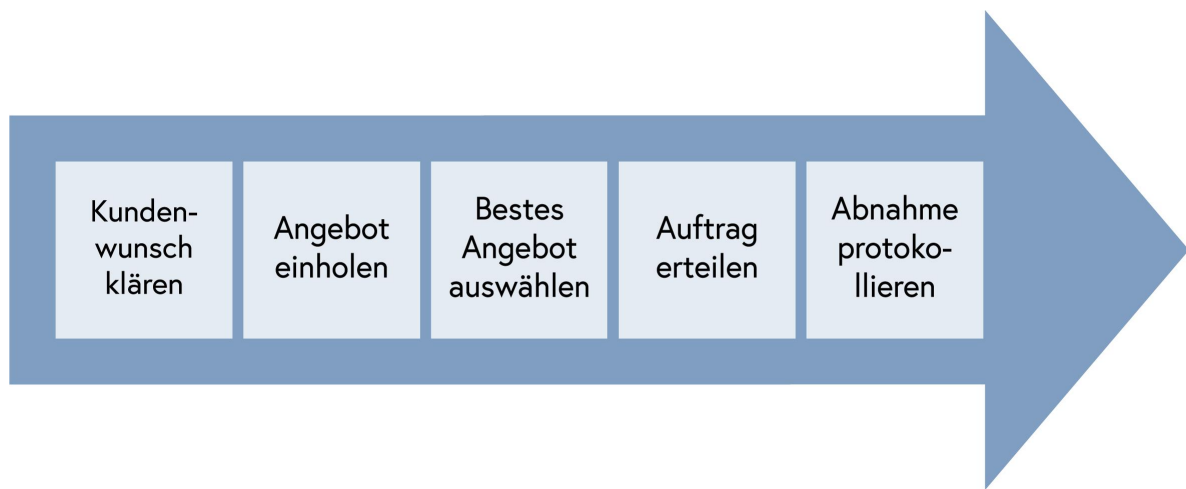 Kunden-
wunsch
klären
Angebot
einholen
Bestes
Angebot
auswählen
Auftrag
erteilen
Abnahme
protoko-
llieren